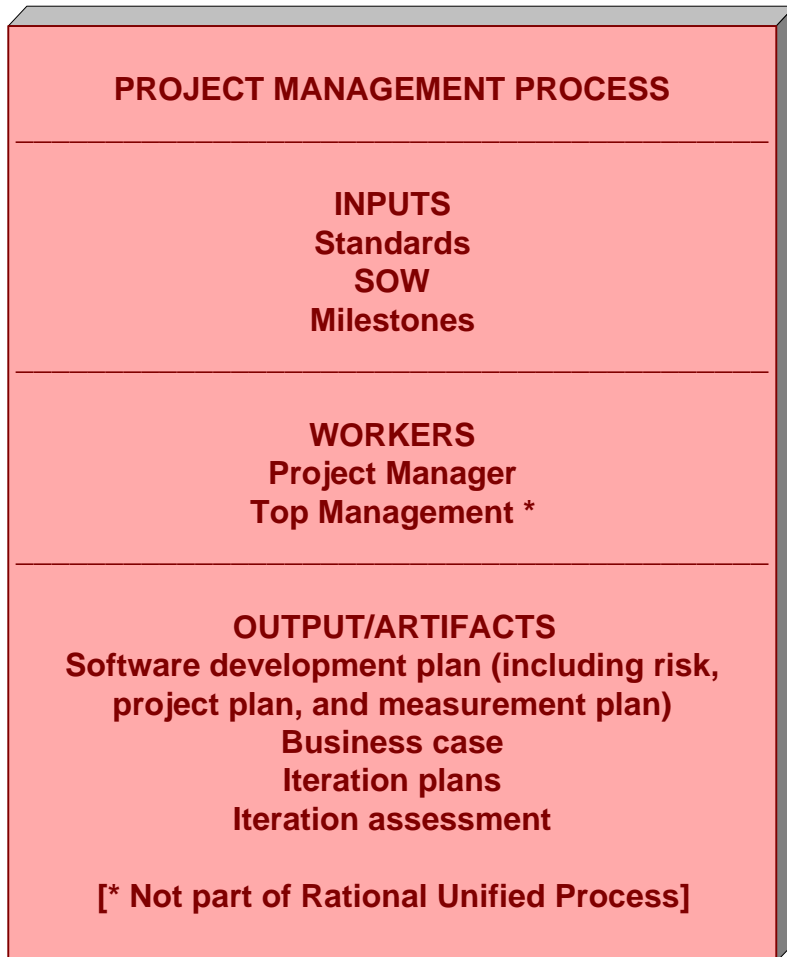 PROJECT MANAGEMENT PROCESS
INPUTS
Standards
SOW
Milestones
WORKERS
Project Manager
Top Management *
OUTPUT/ARTIFACTS
Software development plan (including risk,
project plan, and measurement plan)
Business case
Iteration plans
Iteration assessment
[* Not part of Rational Unified Process]